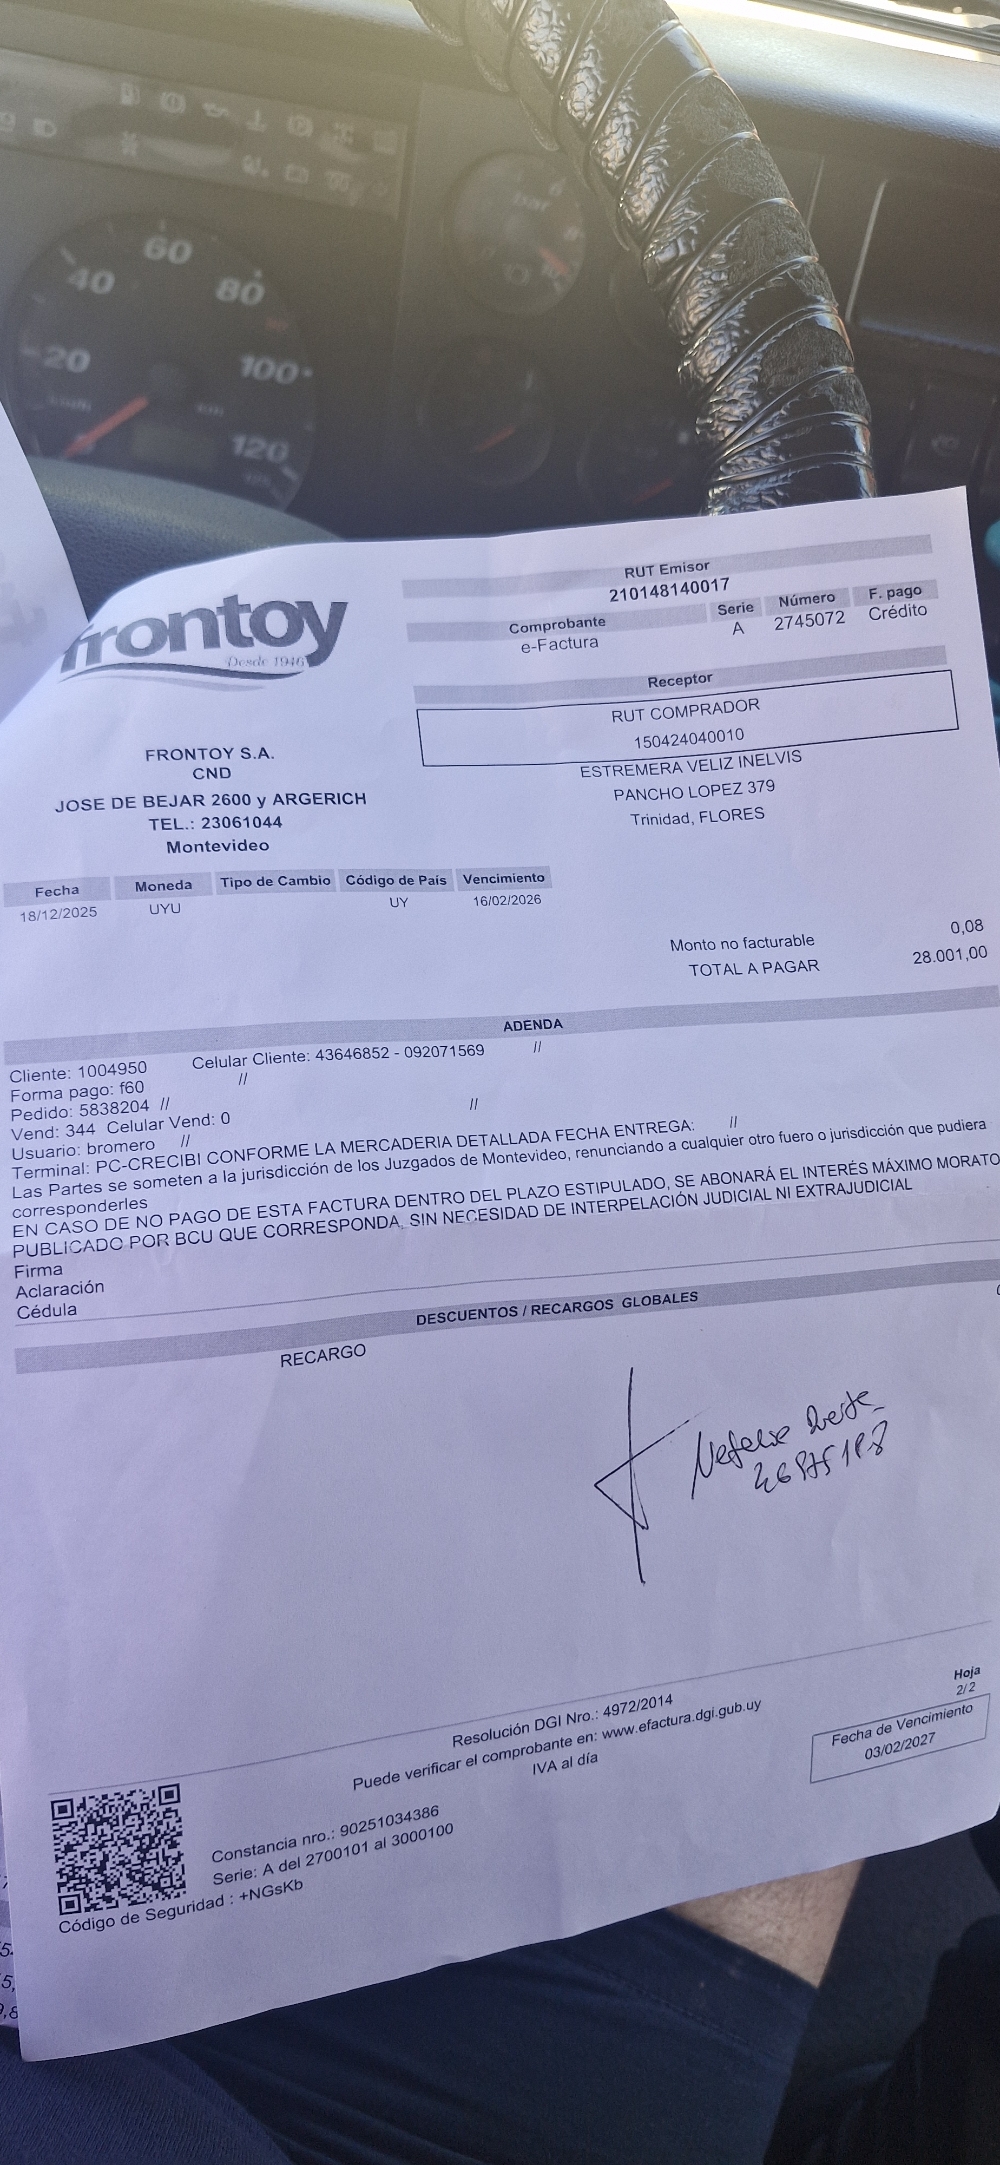 60
40
80
20
100
120
frontoy
Desde 1946
RUT Emisor
210148140017
Comprobante Serie Número F. pago
e-Factura A 2745072 Crédito
Receptor
RUT COMPRADOR
150424040010
ESTREMERA VELIZ INELVIS
PANCHO LOPEZ 379
Trinidad, FLORES
FRONTOY S.A.
CND
JOSE DE BEJAR 2600 y ARGERICH
TEL.: 23061044
Montevideo
Fecha Moneda Tipo de Cambio Código de País Vencimiento
18/12/2025 UYU UY 16/02/2026
Monto no facturable 0,08
TOTAL A PAGAR 28.001,00
ADENDA
Cliente: 1004950 Celular Cliente: 43646852 - 092071569 //
Forma pago: f60 //
Pedido: 5838204 //
Vend: 344 Celular Vend: 0 //
Usuario: bromero //
Terminal: PC-CRECIBI CONFORME LA MERCADERIA DETALLADA FECHA ENTREGA: //
Las Partes se someten a la jurisdicción de los Juzgados de Montevideo, renunciando a cualquier otro fuero o jurisdicción que pudiera
corresponderles
EN CASO DE NO PAGO DE ESTA FACTURA DENTRO DEL PLAZO ESTIPULADO, SE ABONARÁ EL INTERÉS MÁXIMO MORATO
PUBLICADO POR BCU QUE CORRESPONDA, SIN NECESIDAD DE INTERPELACIÓN JUDICIAL NI EXTRAJUDICIAL
Firma
Aclaración
Cédula
DESCUENTOS / RECARGOS GLOBALES
RECARGO
Hoja
2/2
Resolución DGI Nro.: 4972/2014
Puede verificar el comprobante en: www.efactura.dgi.gub.uy
IVA al día
Fecha de Vencimiento
03/02/2027
Constancia nro.: 90251034386
Serie: A del 2700101 al 3000100
Código de Seguridad : +NGsKb